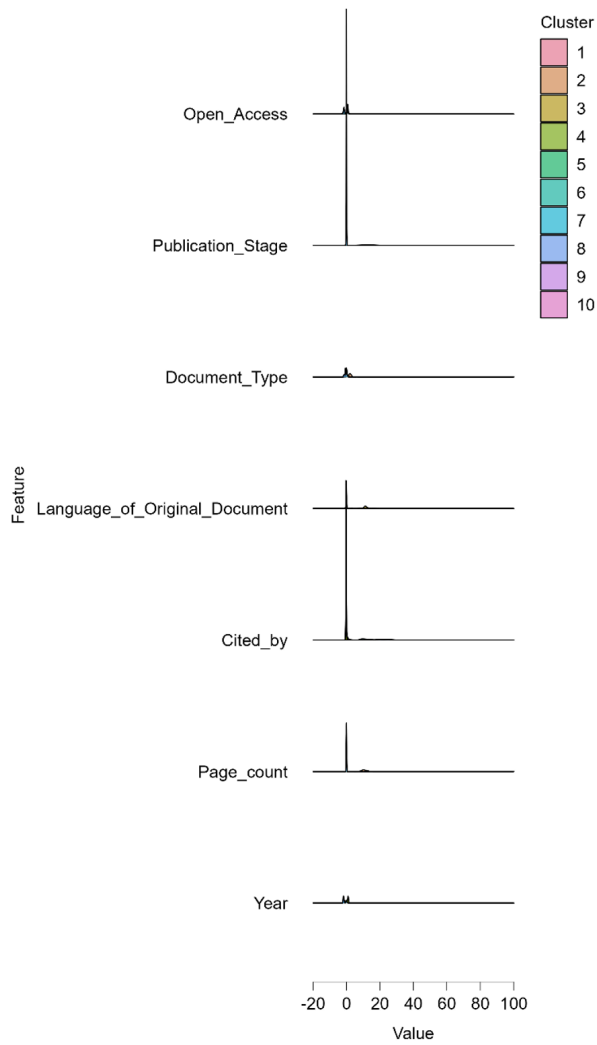 Cluster
1
2
3
4
5
6
7
8
9
10
Open_Access
Publication_Stage
Document_Type
Language_of_Original_Document
Cited_by
Page_count
Year
Feature
-20 0 20 40 60 80 100
Value